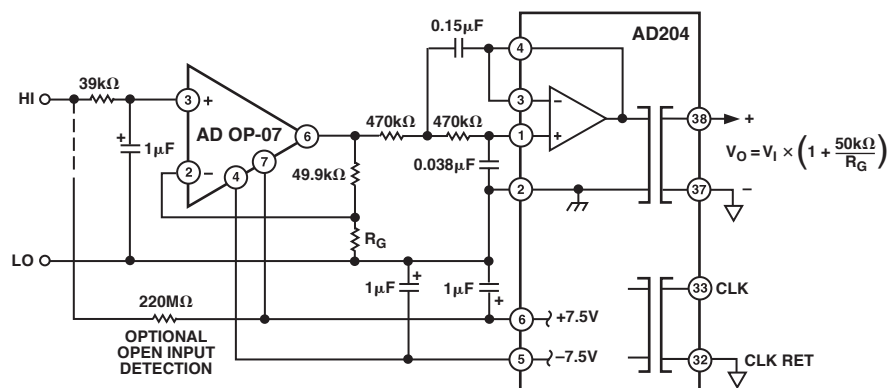 0.15µF
4
AD204
39kΩ
HI
3
+
3
–
38
+
AD OP-07
6
470kΩ
470kΩ
1
+
V_O = V_I × (1 + 50kΩ/R_G)
+
1µF
7
0.038µF
2
–
4
49.9kΩ
2
37
–
R_G
LO
+
33
CLK
1µF
1µF
+
220MΩ
6
+7.5V
OPTIONAL
OPEN INPUT
DETECTION
5
–7.5V
32
CLK RET